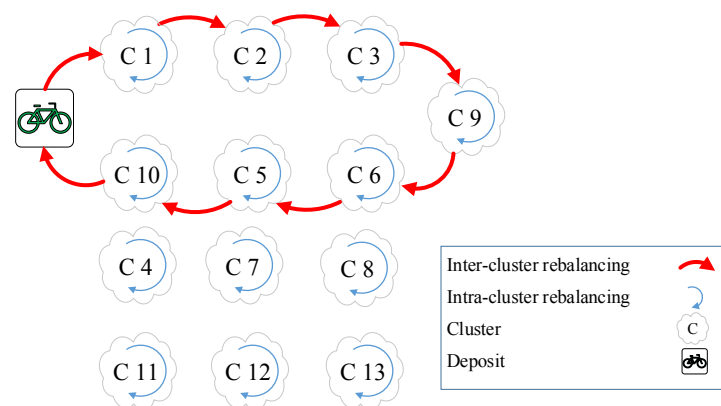 C 1
C 2
C 3
C 9
C 10
C 5
C 6
C 4
C 7
C 8
C 11
C 12
C 13
Inter-cluster rebalancing
Intra-cluster rebalancing
Cluster
C
Deposit